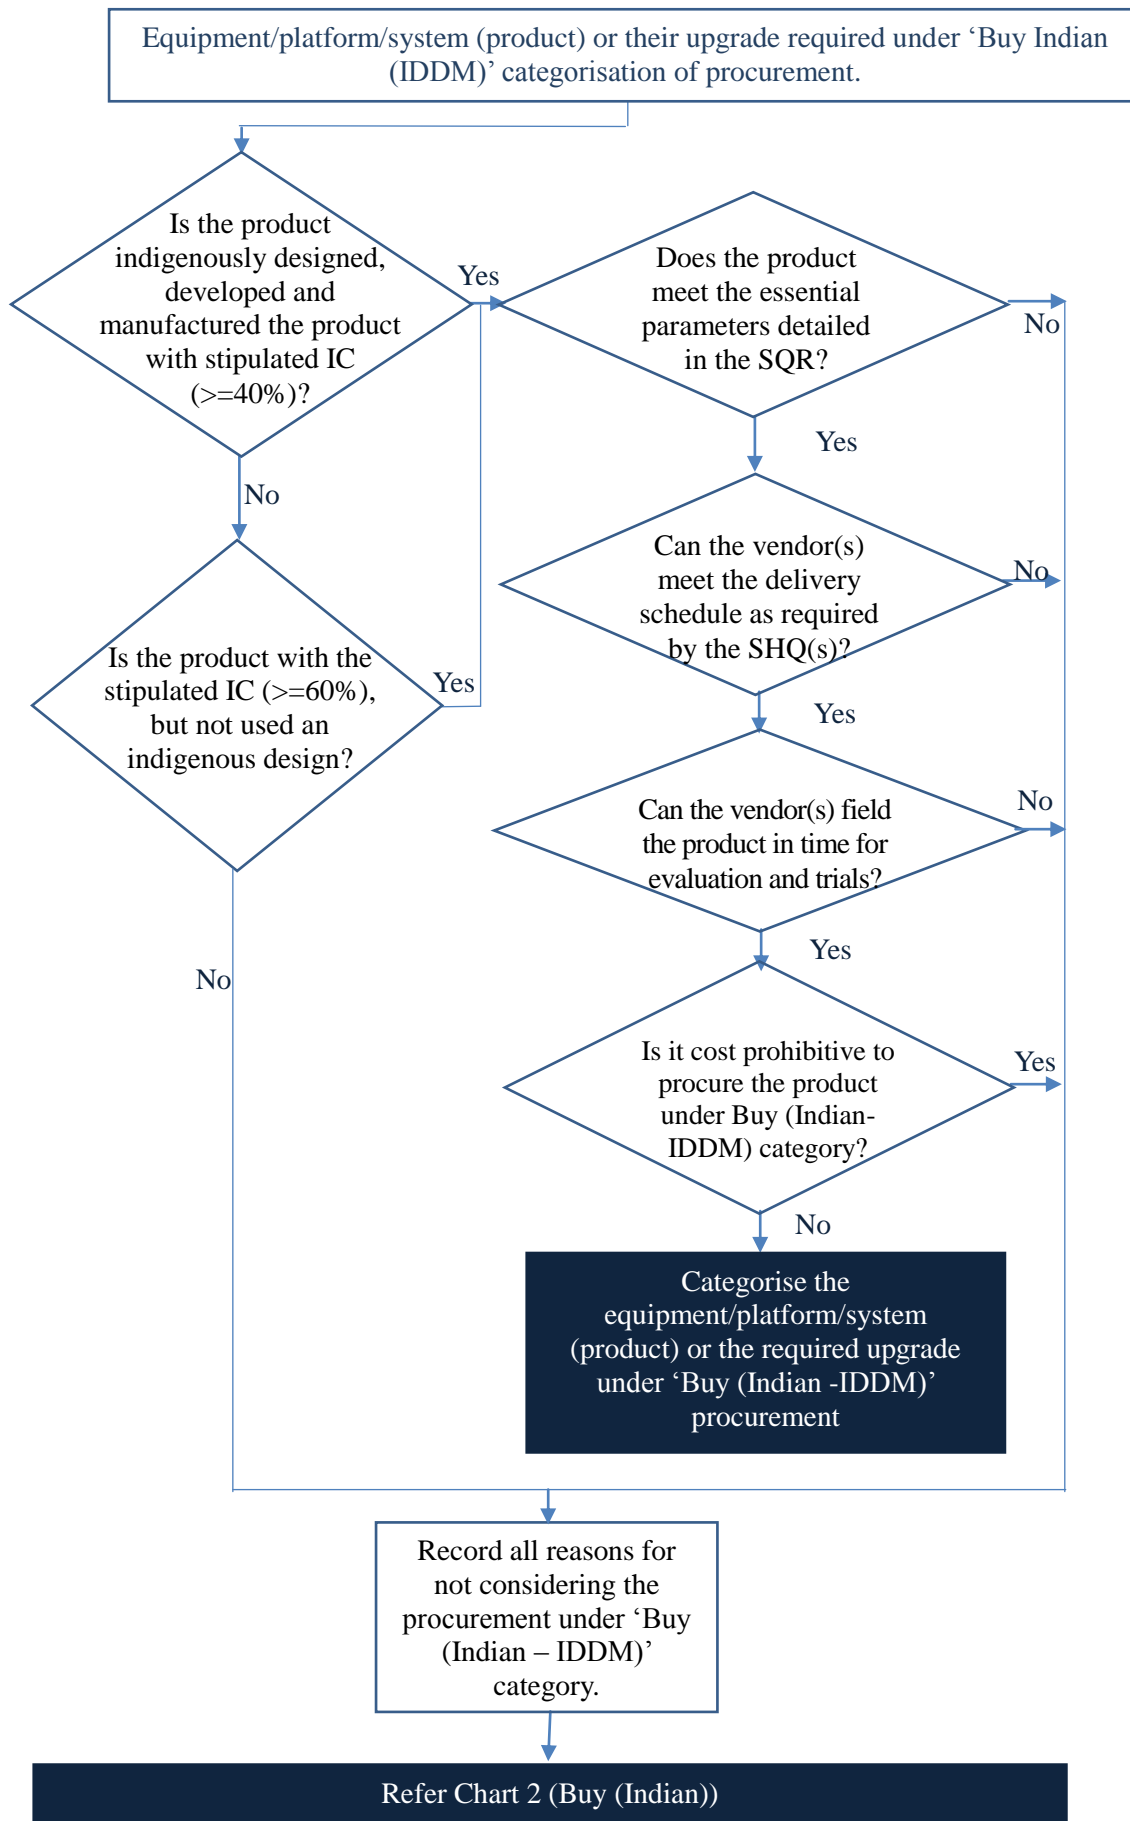 Equipment/platform/system (product) or their upgrade required under ‘Buy Indian
(IDDM)’ categorisation of procurement.
Is the product
indigenously designed,
developed and
manufactured the product
with stipulated IC
(>=40%)?
Yes
No
Is the product with the
stipulated IC (>=60%),
but not used an
indigenous design?
Yes
No
Does the product
meet the essential
parameters detailed
in the SQR?
No
Yes
Can the vendor(s)
meet the delivery
schedule as required
by the SHQ(s)?
No
Yes
Can the vendor(s) field
the product in time for
evaluation and trials?
No
Yes
Is it cost prohibitive to
procure the product
under Buy (Indian-
IDDM) category?
Yes
No
Categorise the
equipment/platform/system
(product) or the required upgrade
under ‘Buy (Indian -IDDM)’
procurement
Record all reasons for
not considering the
procurement under ‘Buy
(Indian – IDDM)’
category.
Refer Chart 2 (Buy (Indian))